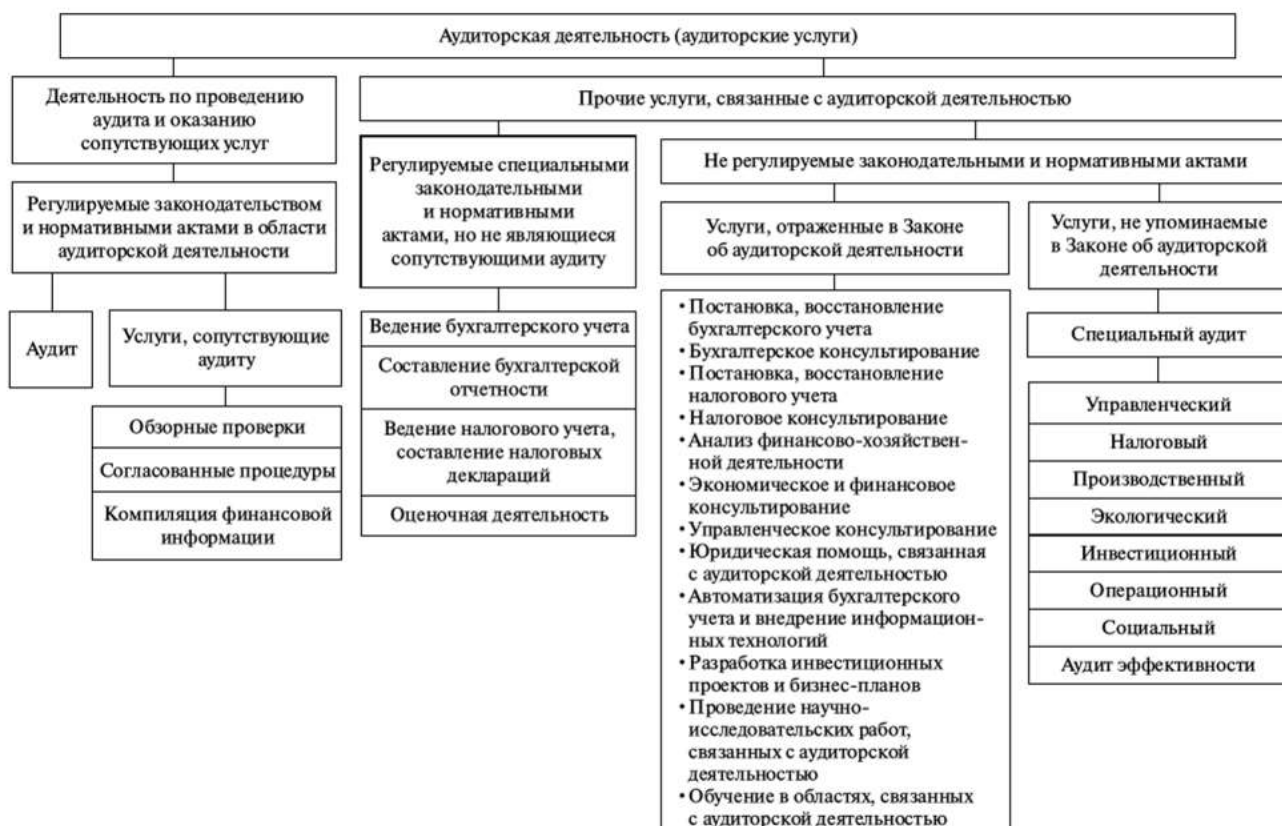 Аудиторская деятельность (аудиторские услуги)
Деятельность по проведению
аудита и оказанию
сопутствующих услуг
Прочие услуги, связанные с аудиторской деятельностью
Регулируемые законодательством
и нормативными актами в области
аудиторской деятельности
Регулируемые специальными
законодательными
и нормативными
актами, но не являющиеся
сопутствующими аудиту
Не регулируемые законодательными и нормативными актами
Услуги, отраженные в Законе
об аудиторской деятельности
Услуги, не упоминаемые
в Законе об аудиторской
деятельности
Аудит
Услуги, сопутствующие
аудиту
Обзорные проверки
Согласованные процедуры
Компиляция финансовой
информации
Ведение бухгалтерского учета
Составление бухгалтерской
отчетности
Ведение налогового учета,
составление налоговых
деклараций
Оценочная деятельность
• Постановка, восстановление
бухгалтерского учета
• Бухгалтерское консультирование
• Постановка, восстановление
налогового учета
• Налоговое консультирование
• Анализ финансово-хозяйствен-
ной деятельности
• Экономическое и финансовое
консультирование
• Управленческое консультирование
• Юридическая помощь, связанная
с аудиторской деятельностью
• Автоматизация бухгалтерского
учета и внедрение информацион-
ных технологий
• Разработка инвестиционных
проектов и бизнес-планов
• Проведение научно-
исследовательских работ,
связанных с аудиторской
деятельностью
• Обучение в областях, связанных
с аудиторской деятельностью
Специальный аудит
Управленческий
Налоговый
Производственный
Экологический
Инвестиционный
Операционный
Социальный
Аудит эффективности